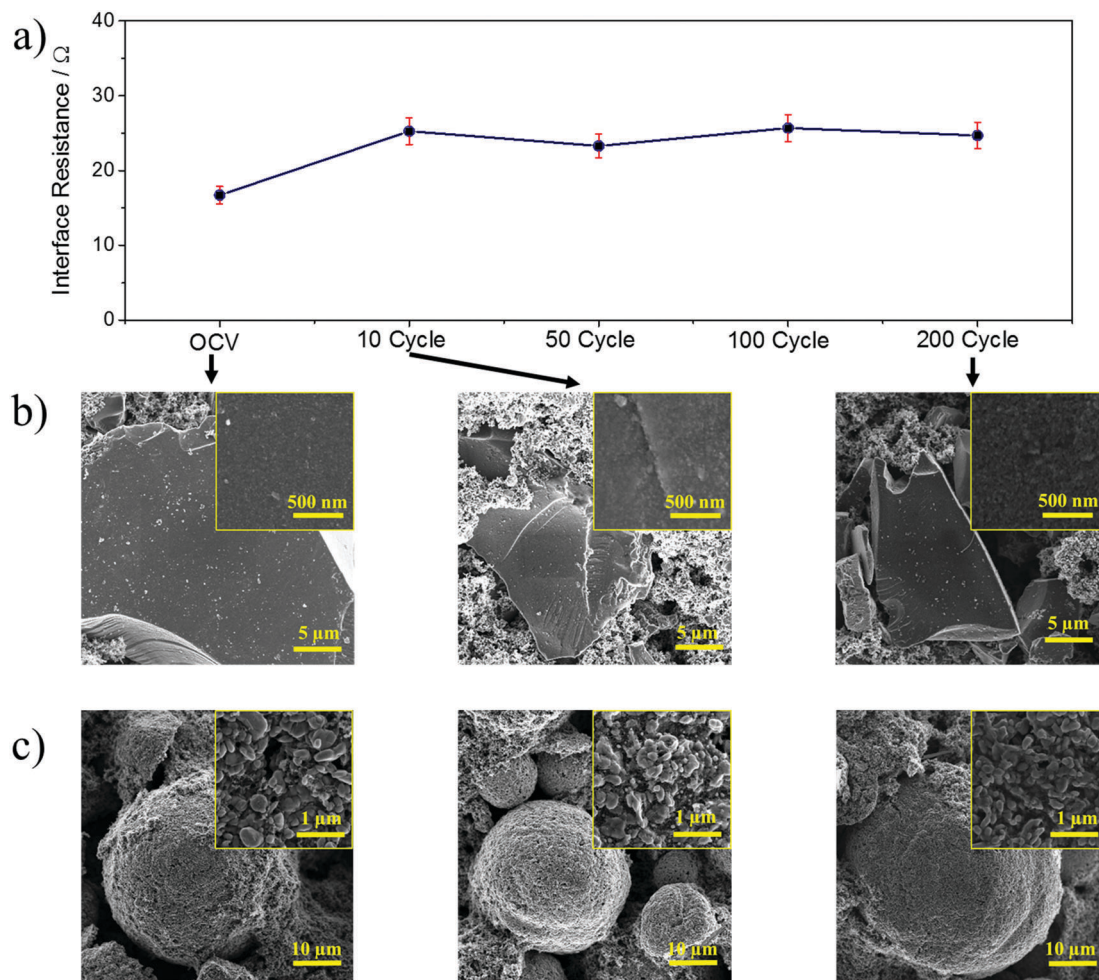 a)
Interface Resistance / Ω
40
30
20
10
0
OCV
10 Cycle
50 Cycle
100 Cycle
200 Cycle
b)
500 nm
5 µm
500 nm
5 µm
500 nm
5 µm
c)
1 µm
10 µm
1 µm
10 µm
1 µm
10 µm